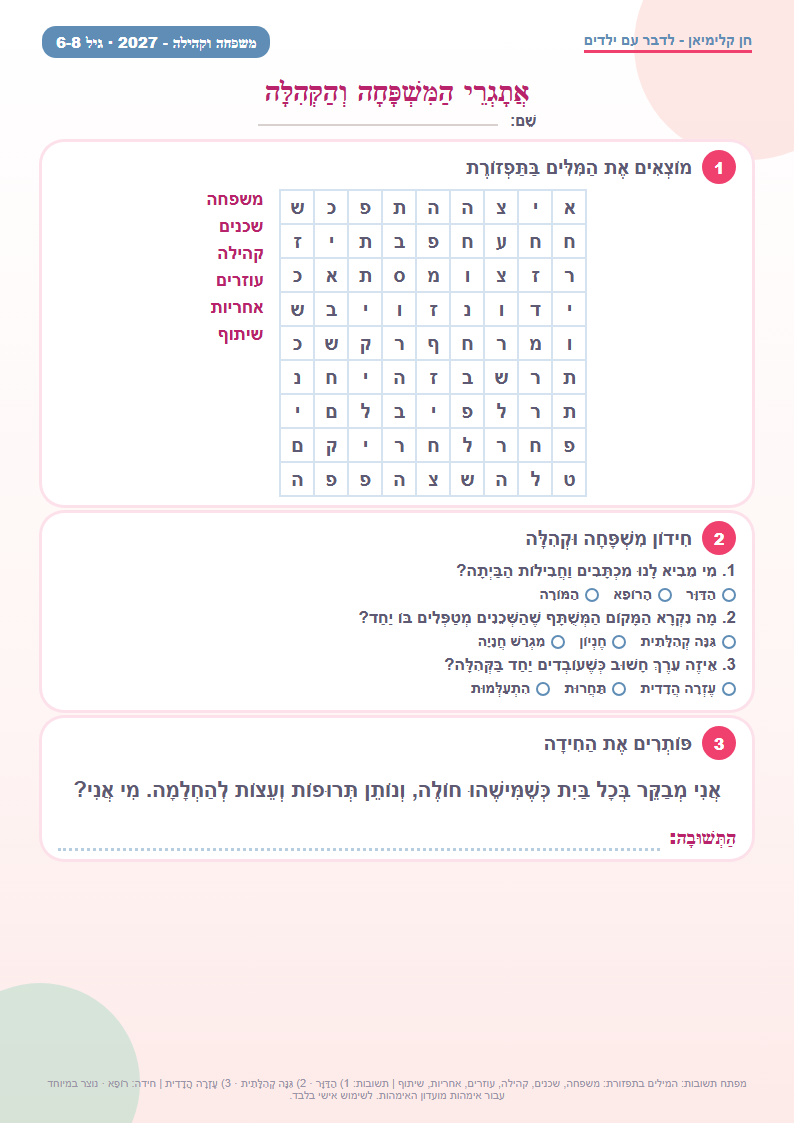 חן קלימיאן - לדבר עם ילדים
משפחה וקהילה - 2027 · גיל 6-8
אֶתְגְּרֵי הַמִּשְׁפָּחָה וְהַקְּהִלָּה
שֵׁם:
1
מוֹצְאִים אֶת הַמִּלִּים בַּתַּפְזוֹרֶת
א י צ ה ה ת פ כ ש
ח ח ע ח פ ב ת י ז
ר ז צ ו מ ס ת א כ
י ד ו נ ז ו י ב ש
ו מ ר ח ף ר ק ש כ
ת ר ש ב ז ה י ח נ
ת ר ל פ י ב ל ם י
פ ח ר ל ח ר י ק ם
ט ל ה ש צ ה פ פ ה
משפחה
שכנים
קהילה
עוזרים
אחריות
שיתוף
2
חִידוֹן מִשְׁפָּחָה וּקְהִלָּה
1. מִי מֵבִיא לָנוּ מִכְתָּבִים וַחֲבִילוֹת הַבַּיְתָה?
הַדַּוָּר הָרוֹפֵא הַמּוֹרֶה
2. מָה נִקְרָא הַמָּקוֹם הַמְּשֻׁתָּף שֶׁהַשְּׁכֵנִים מְטַפְּלִים בּוֹ יַחַד?
גִּנָּה קְהִלָּתִית חֶנְיוֹן מִגְרַשׁ חֲנִיָּה
3. אֵיזֶה עֵרֶךְ חָשׁוּב כְּשֶׁעוֹבְדִים יַחַד בַּקְּהִלָּה?
עֶזְרָה הֲדָדִית תַּחֲרוּת הִתְעַלְּמוּת
3
פּוֹתְרִים אֶת הַחִידָה
אֲנִי מְבַקֵּר בְּכָל בַּיִת כְּשֶׁמִּישֶׁהוּ חוֹלֶה, וְנוֹתֵן תְּרוּפוֹת וְעֵצוֹת לְהַחְלָמָה. מִי אֲנִי?
הַתְּשׁוּבָה:
מפתח תשובות: המילים בתפזורת: משפחה, שכנים, קהילה, עוזרים, אחריות, שיתוף | תשובות: 1) הַדַּוָּר · 2) גִּנָּה קְהִלָּתִית · 3) עֶזְרָה הֲדָדִית | חידה: רוֹפֵא · נוצר במיוחד
עבור אימהות מועדון האימהות. לשימוש אישי בלבד.